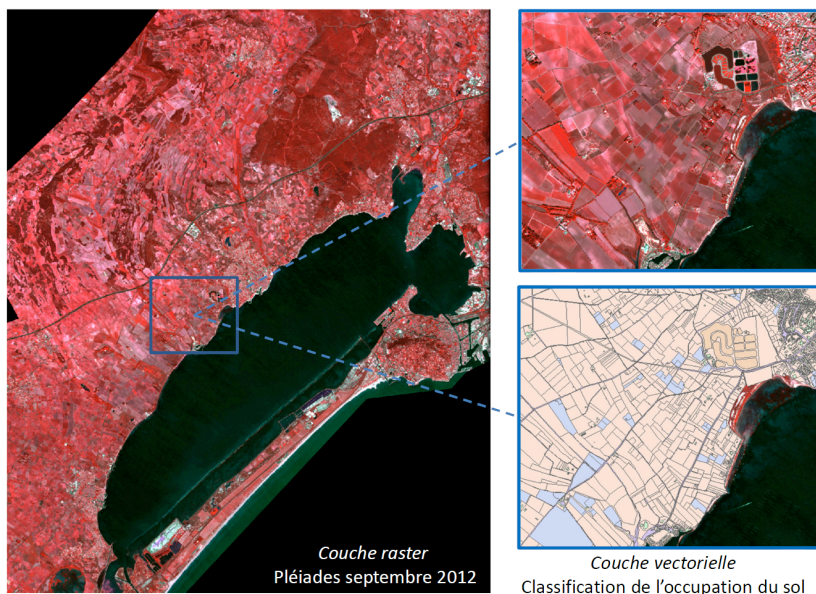 Couche raster
Pléiades septembre 2012
Couche vectorielle
Classification de l'occupation du sol